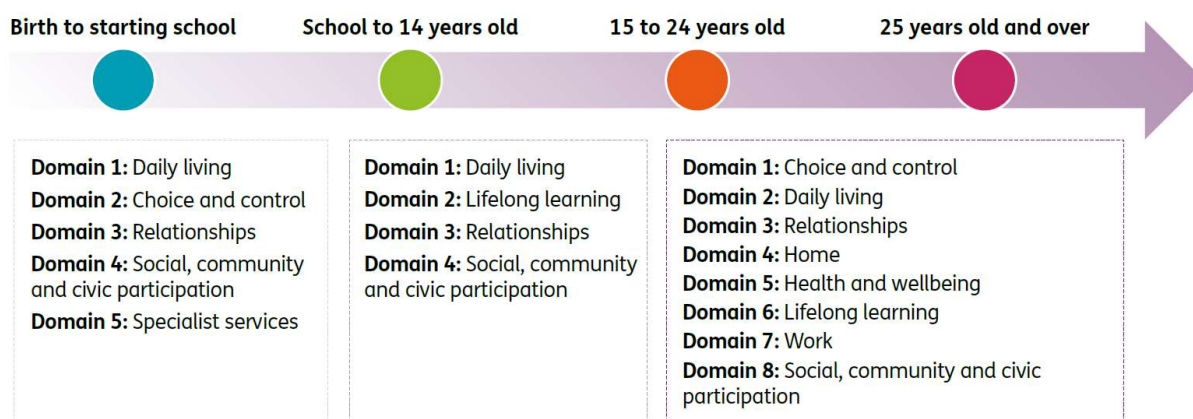 Birth to starting school
School to 14 years old
15 to 24 years old
25 years old and over
Domain 1: Daily living
Domain 2: Choice and control
Domain 3: Relationships
Domain 4: Social, community
and civic participation
Domain 5: Specialist services
Domain 1: Daily living
Domain 2: Lifelong learning
Domain 3: Relationships
Domain 4: Social, community
and civic participation
Domain 1: Choice and control
Domain 2: Daily living
Domain 3: Relationships
Domain 4: Home
Domain 5: Health and wellbeing
Domain 6: Lifelong learning
Domain 7: Work
Domain 8: Social, community and civic
participation